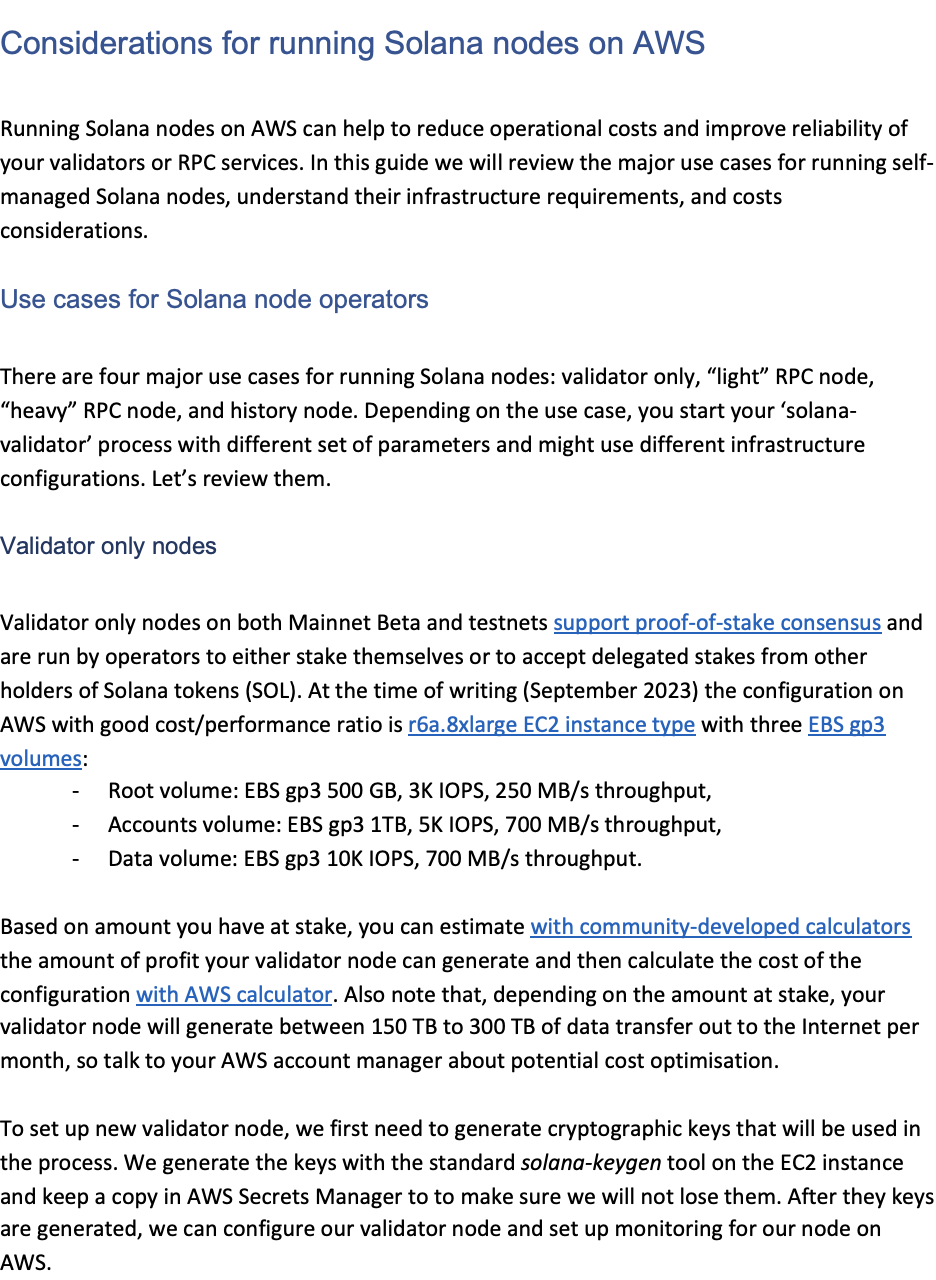 Considerations for running Solana nodes on AWS
Running Solana nodes on AWS can help to reduce operational costs and improve reliability of
your validators or RPC services. In this guide we will review the major use cases for running self-
managed Solana nodes, understand their infrastructure requirements, and costs
considerations.
Use cases for Solana node operators
There are four major use cases for running Solana nodes: validator only, “light” RPC node,
“heavy” RPC node, and history node. Depending on the use case, you start your ‘solana-
validator’ process with different set of parameters and might use different infrastructure
configurations. Let’s review them.
Validator only nodes
Validator only nodes on both Mainnet Beta and testnets support proof-of-stake consensus and
are run by operators to either stake themselves or to accept delegated stakes from other
holders of Solana tokens (SOL). At the time of writing (September 2023) the configuration on
AWS with good cost/performance ratio is r6a.8xlarge EC2 instance type with three EBS gp3
volumes:
- Root volume: EBS gp3 500 GB, 3K IOPS, 250 MB/s throughput,
- Accounts volume: EBS gp3 1TB, 5K IOPS, 700 MB/s throughput,
- Data volume: EBS gp3 10K IOPS, 700 MB/s throughput.
Based on amount you have at stake, you can estimate with community-developed calculators
the amount of profit your validator node can generate and then calculate the cost of the
configuration with AWS calculator. Also note that, depending on the amount at stake, your
validator node will generate between 150 TB to 300 TB of data transfer out to the Internet per
month, so talk to your AWS account manager about potential cost optimisation.
To set up new validator node, we first need to generate cryptographic keys that will be used in
the process. We generate the keys with the standard solana-keygen tool on the EC2 instance
and keep a copy in AWS Secrets Manager to to make sure we will not lose them. After they keys
are generated, we can configure our validator node and set up monitoring for our node on
AWS.